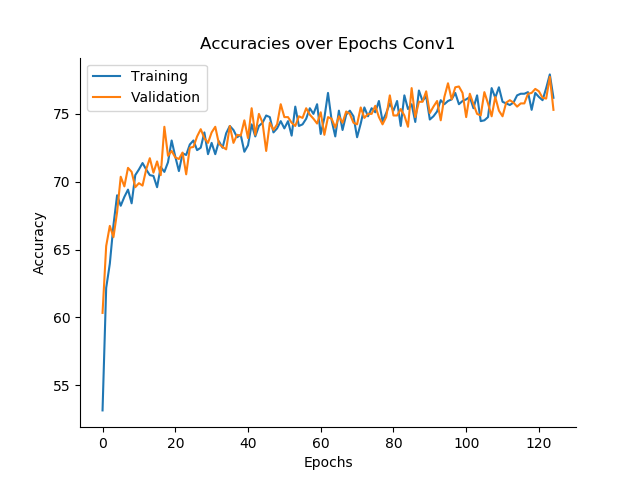 Accuracies over Epochs Conv1
Training
Validation
75
70
65
60
55
Accuracy
0 20 40 60 80 100 120
Epochs